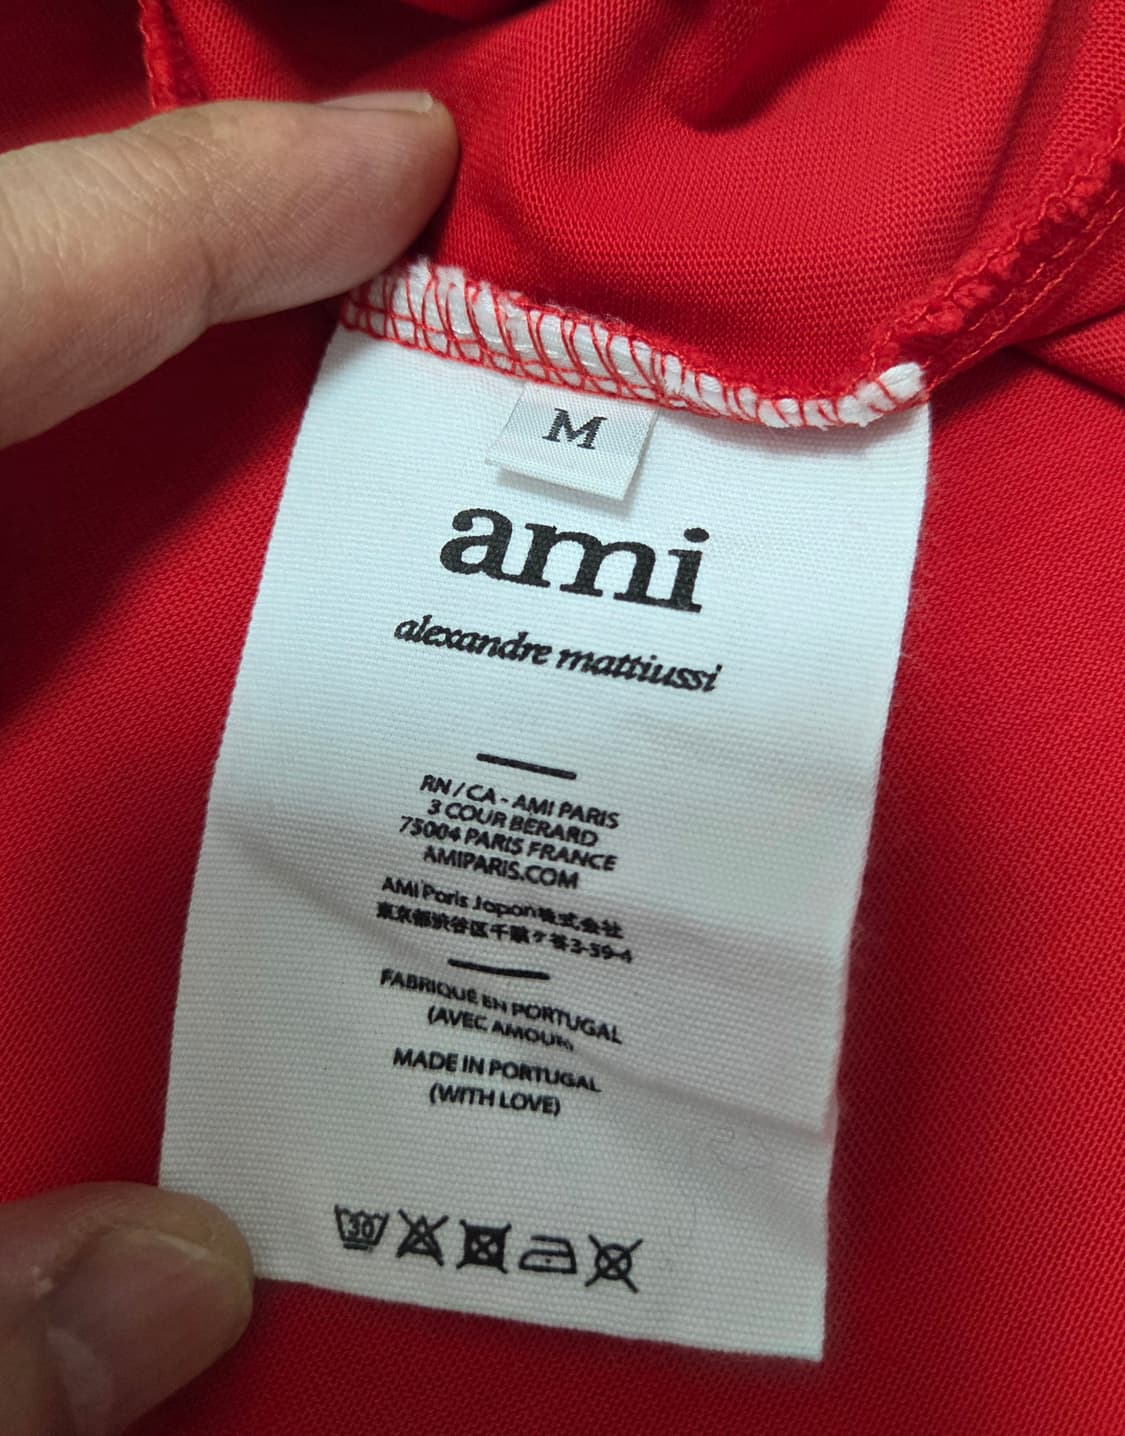 M
ami
alexandre mattiussi
RN / CA - AMI PARIS
3 COUR BERARD
75004 PARIS FRANCE
AMIPARIS.COM
AMI Paris Japon株式会社
東京都渋谷区千駄ヶ谷3-59-4
FABRIQUÉ EN PORTUGAL
(AVEC AMOUR)
MADE IN PORTUGAL
(WITH LOVE)
30